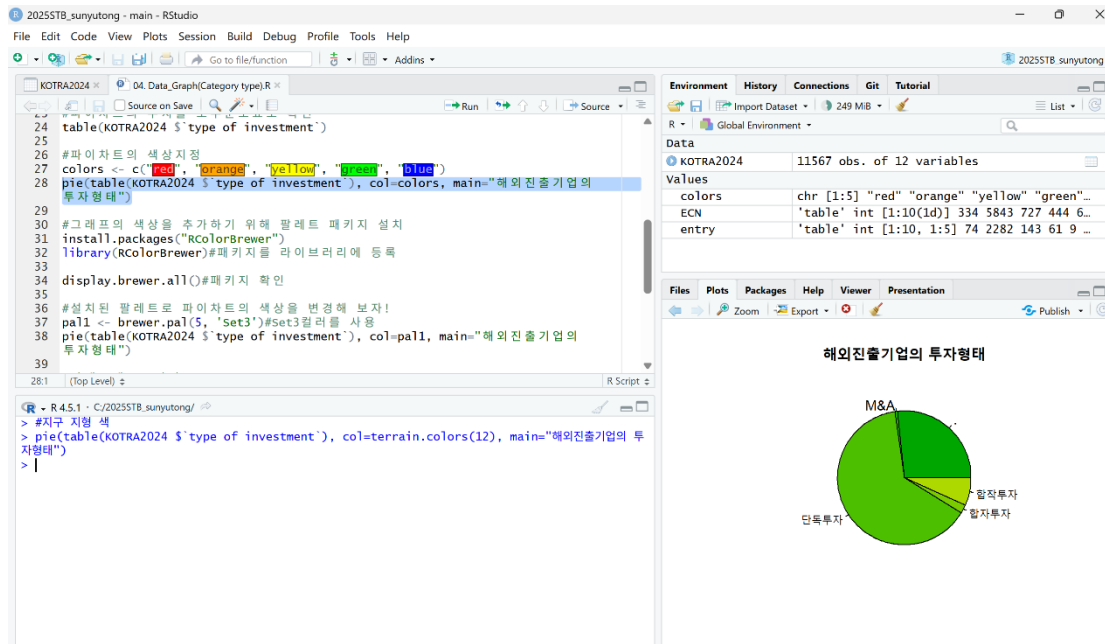 2025STB_sunyutong - main - RStudio
File Edit Code View Plots Session Build Debug Profile Tools Help
Go to file/function Addins 2025STB_sunyutong
KOTRA2024 04. Data_Graph(Category type).R
Source on Save Run Source
24 table(KOTRA2024 $`type of investment`)
25
26 #파이차트의 색상지정
27 colors <- c("red", "orange", "yellow", "green", "blue")
28 pie(table(KOTRA2024 $`type of investment`), col=colors, main="해외진출기업의
투자형태")
29
30 #그래프의 색상을 추가하기 위해 팔레트 패키지 설치
31 install.packages("RColorBrewer")
32 library(RColorBrewer)#패키지를 라이브러리에 등록
33
34 display.brewer.all()#패키지 확인
35
36 #설치된 팔레트로 파이차트의 색상을 변경해 보자!
37 pal1 <- brewer.pal(5, 'Set3')#Set3컬러를 사용
38 pie(table(KOTRA2024 $`type of investment`), col=pal1, main="해외진출기업의
투자형태")
39
28:1 (Top Level) R Script
R 4.5.1 · C:/2025STB_sunyutong/
> #지구 지형 색
> pie(table(KOTRA2024 $`type of investment`), col=terrain.colors(12), main="해외진출기업의 투
자형태")
>
Environment History Connections Git Tutorial
Import Dataset 249 MiB List
R Global Environment
Data
KOTRA2024 11567 obs. of 12 variables
Values
colors chr [1:5] "red" "orange" "yellow" "green"…
ECN 'table' int [1:10(1d)] 334 5843 727 444 6…
entry 'table' int [1:10, 1:5] 74 2282 143 61 9 …
Files Plots Packages Help Viewer Presentation
Zoom Export Publish
해외진출기업의 투자형태
M&A
합작투자
합자투자
단독투자